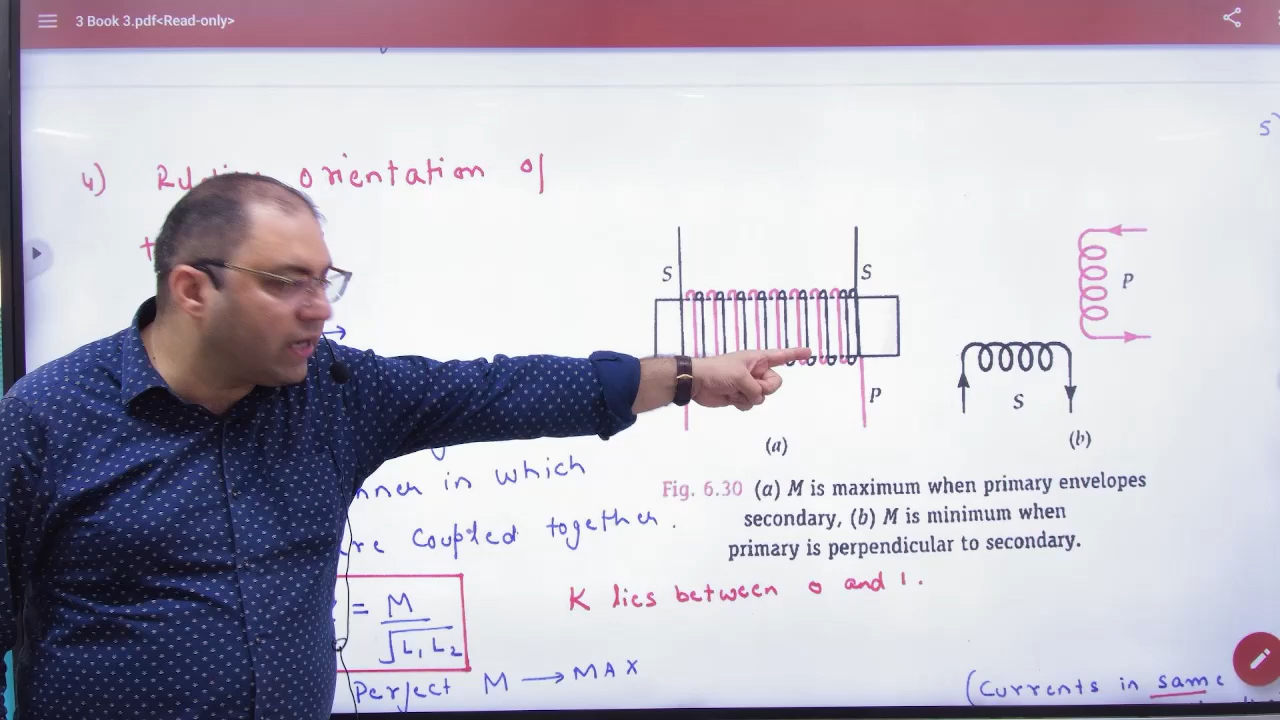 3 Book 3.pdf<Read-only>
4) orientation of
S S
P
P
S
(a)
(b)
in which
Coupled together.
Fig. 6.30 (a) M is maximum when primary envelopes
secondary, (b) M is minimum when
primary is perpendicular to secondary.
K lies between 0 and 1.
= M
√L₁ L₂
Perfect M → MAX
(Currents in same